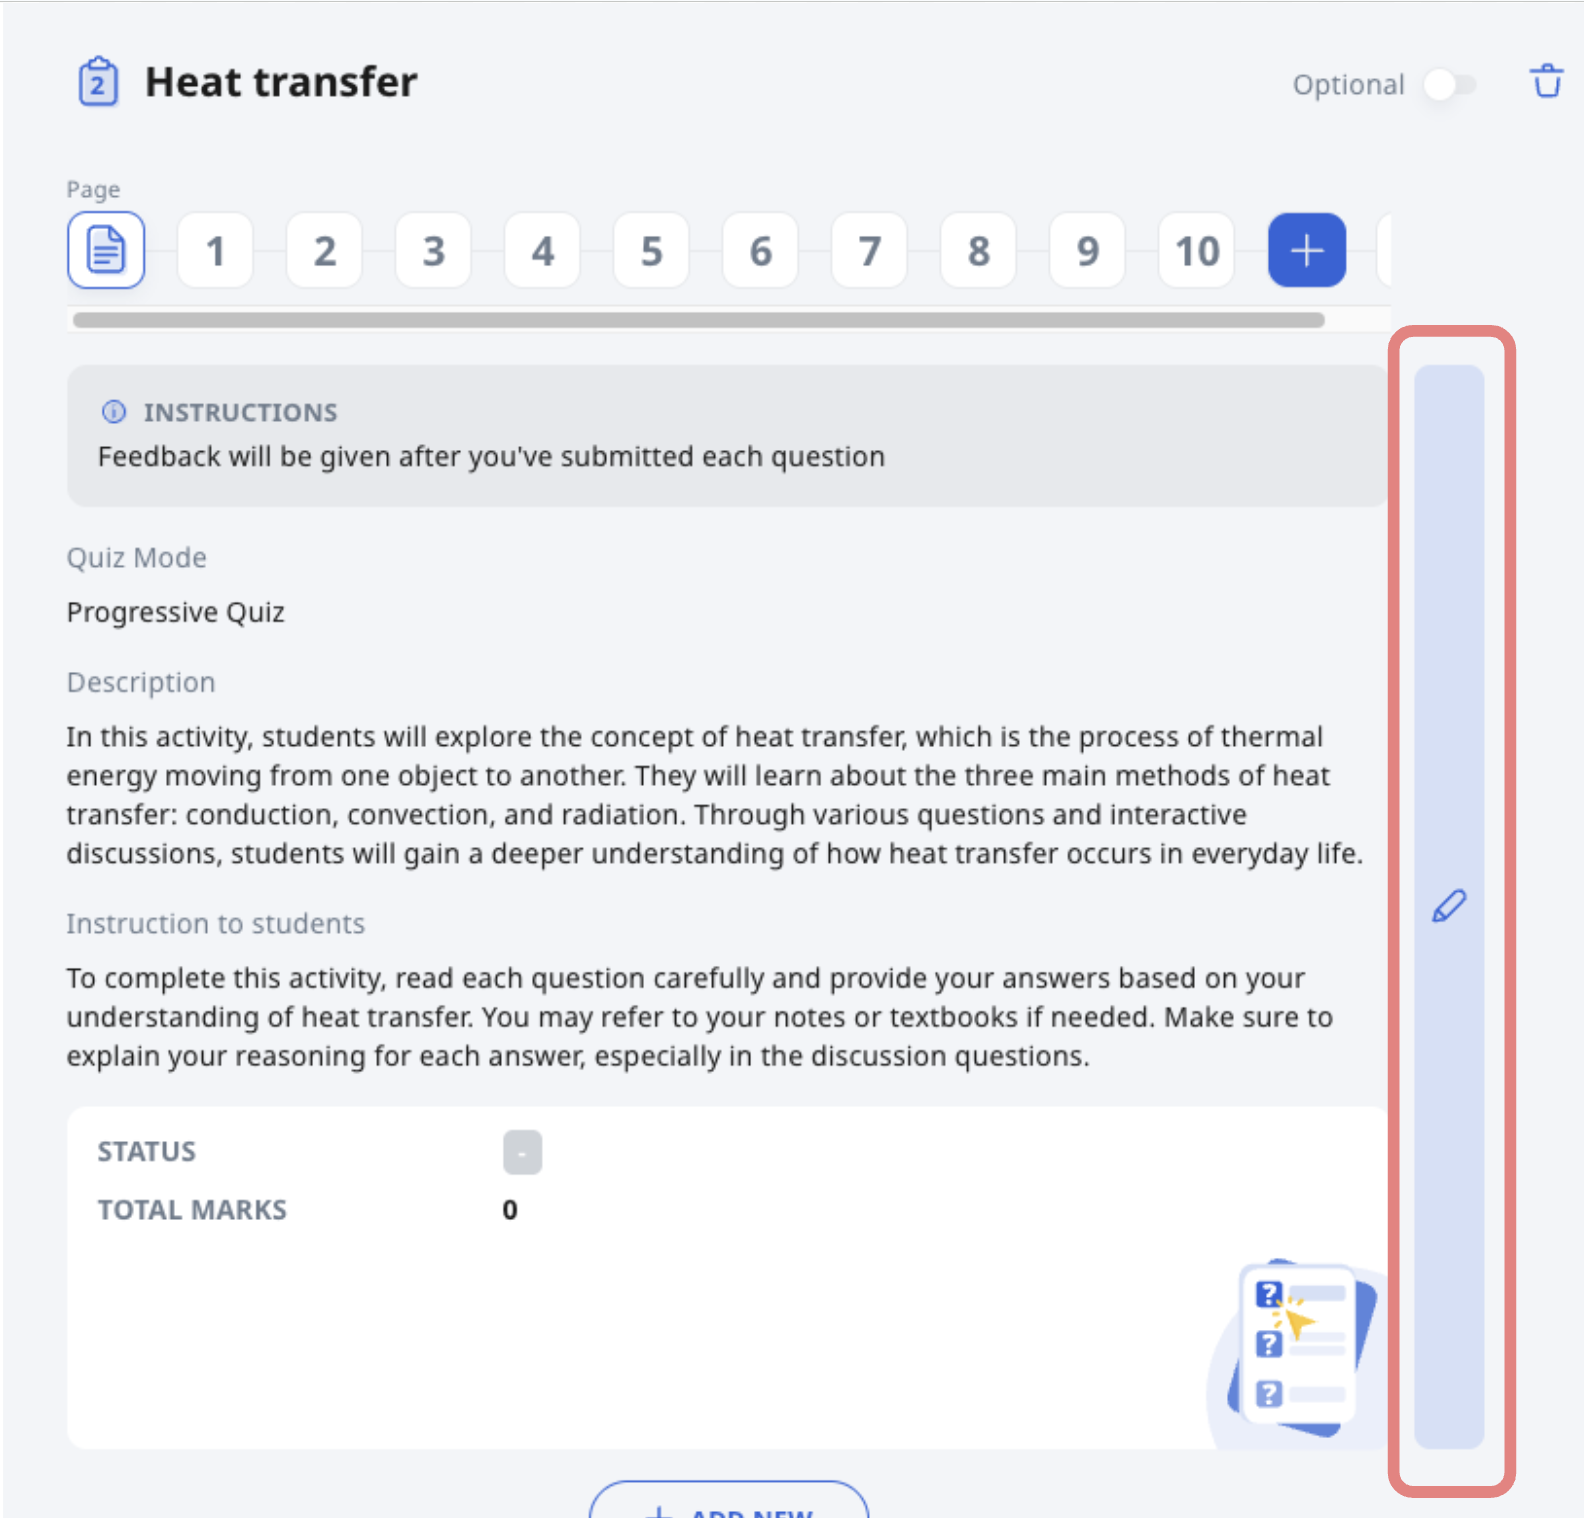 2 Heat transfer
Optional
Page
1 2 3 4 5 6 7 8 9 10 +
INSTRUCTIONS
Feedback will be given after you've submitted each question
Quiz Mode
Progressive Quiz
Description
In this activity, students will explore the concept of heat transfer, which is the process of thermal
energy moving from one object to another. They will learn about the three main methods of heat
transfer: conduction, convection, and radiation. Through various questions and interactive
discussions, students will gain a deeper understanding of how heat transfer occurs in everyday life.
Instruction to students
To complete this activity, read each question carefully and provide your answers based on your
understanding of heat transfer. You may refer to your notes or textbooks if needed. Make sure to
explain your reasoning for each answer, especially in the discussion questions.
STATUS -
TOTAL MARKS 0
?
?
?
+ ADD NEW